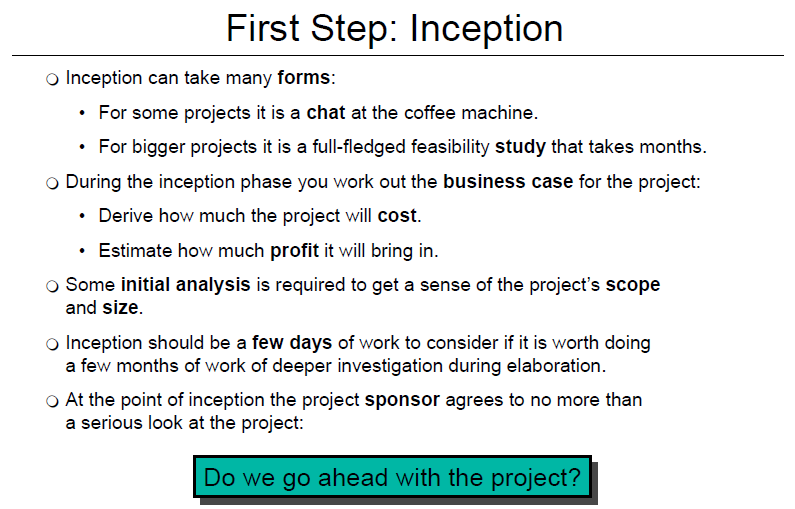 First Step: Inception
Inception can take many forms:
• For some projects it is a chat at the coffee machine.
• For bigger projects it is a full-fledged feasibility study that takes months.
During the inception phase you work out the business case for the project:
• Derive how much the project will cost.
• Estimate how much profit it will bring in.
Some initial analysis is required to get a sense of the project's scope
and size.
Inception should be a few days of work to consider if it is worth doing
a few months of work of deeper investigation during elaboration.
At the point of inception the project sponsor agrees to no more than
a serious look at the project:
Do we go ahead with the project?